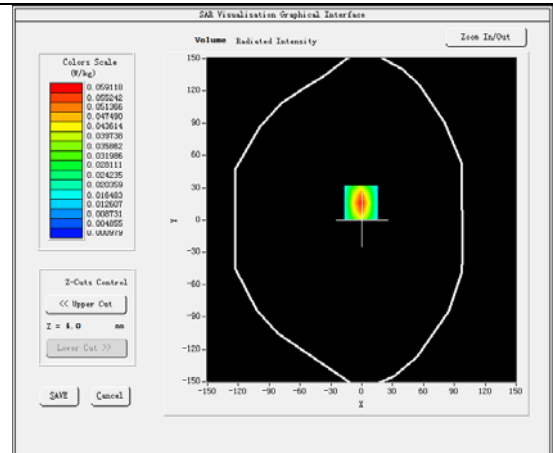 SAR Visualisation Graphical Interface
Volume Radiated Intensity
Zoom In/Out
Colors Scale
(W/kg)
0.059118
0.055242
0.051366
0.047490
0.043614
0.039738
0.035862
0.031986
0.028111
0.024235
0.020359
0.016483
0.012607
0.008731
0.004855
0.000979
Z-Cuts Control
<< Upper Cut
Z = 4.0 mm
Lower Cut >>
SAVE
Cancel
150
120
90
60
30
0
-30
-60
-90
-120
-150
Y
-150 -120 -90 -60 -30 0 30 60 90 120 150
X